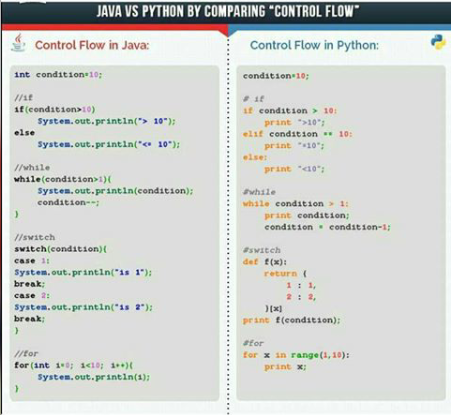 JAVA VS PYTHON BY COMPARING “CONTROL FLOW”
Control Flow in Java:
int condition=10;
//if
if(condition>10)
System.out.println("> 10");
else
System.out.println("<= 10");
//while
while(condition>1){
System.out.println(condition);
condition--;
}
//switch
switch(condition){
case 1:
System.out.println("is 1");
break;
case 2:
System.out.println("is 2");
break;
}
//for
for(int i=0; i<10; i++){
System.out.println(i);
}
Control Flow in Python:
condition=10;
# if
if condition > 10:
print ">10";
elif condition == 10:
print "=10";
else:
print "<10";
#while
while condition > 1:
print condition;
condition = condition-1;
#switch
def f(x):
return {
1 : 1,
2 : 2,
}[x]
print f(condition);
#for
for x in range(1,10):
print x;